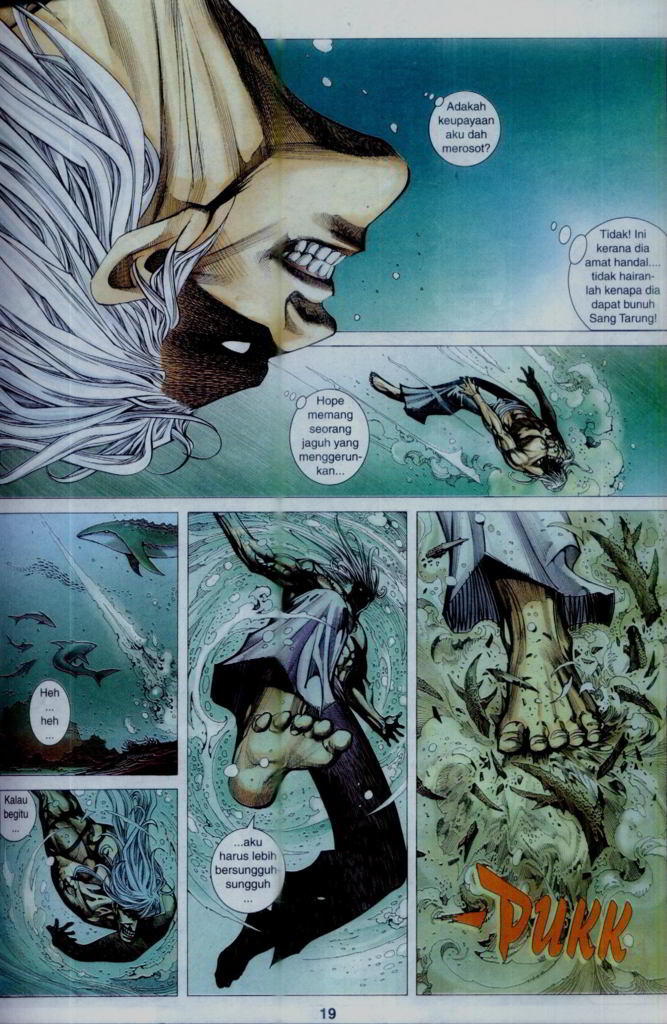 Adakah
keupayaan
aku dah
merosot?
Tidak! Ini
kerana dia
amat handal....
tidak hairan-
lah kenapa dia
dapat bunuh
Sang Tarung!
Hope
memang
seorang
jaguh yang
menggerun-
kan...
Heh
...
heh
...
Kalau
begitu
...
...aku
harus lebih
bersungguh-
sungguh
...
PUKK
19